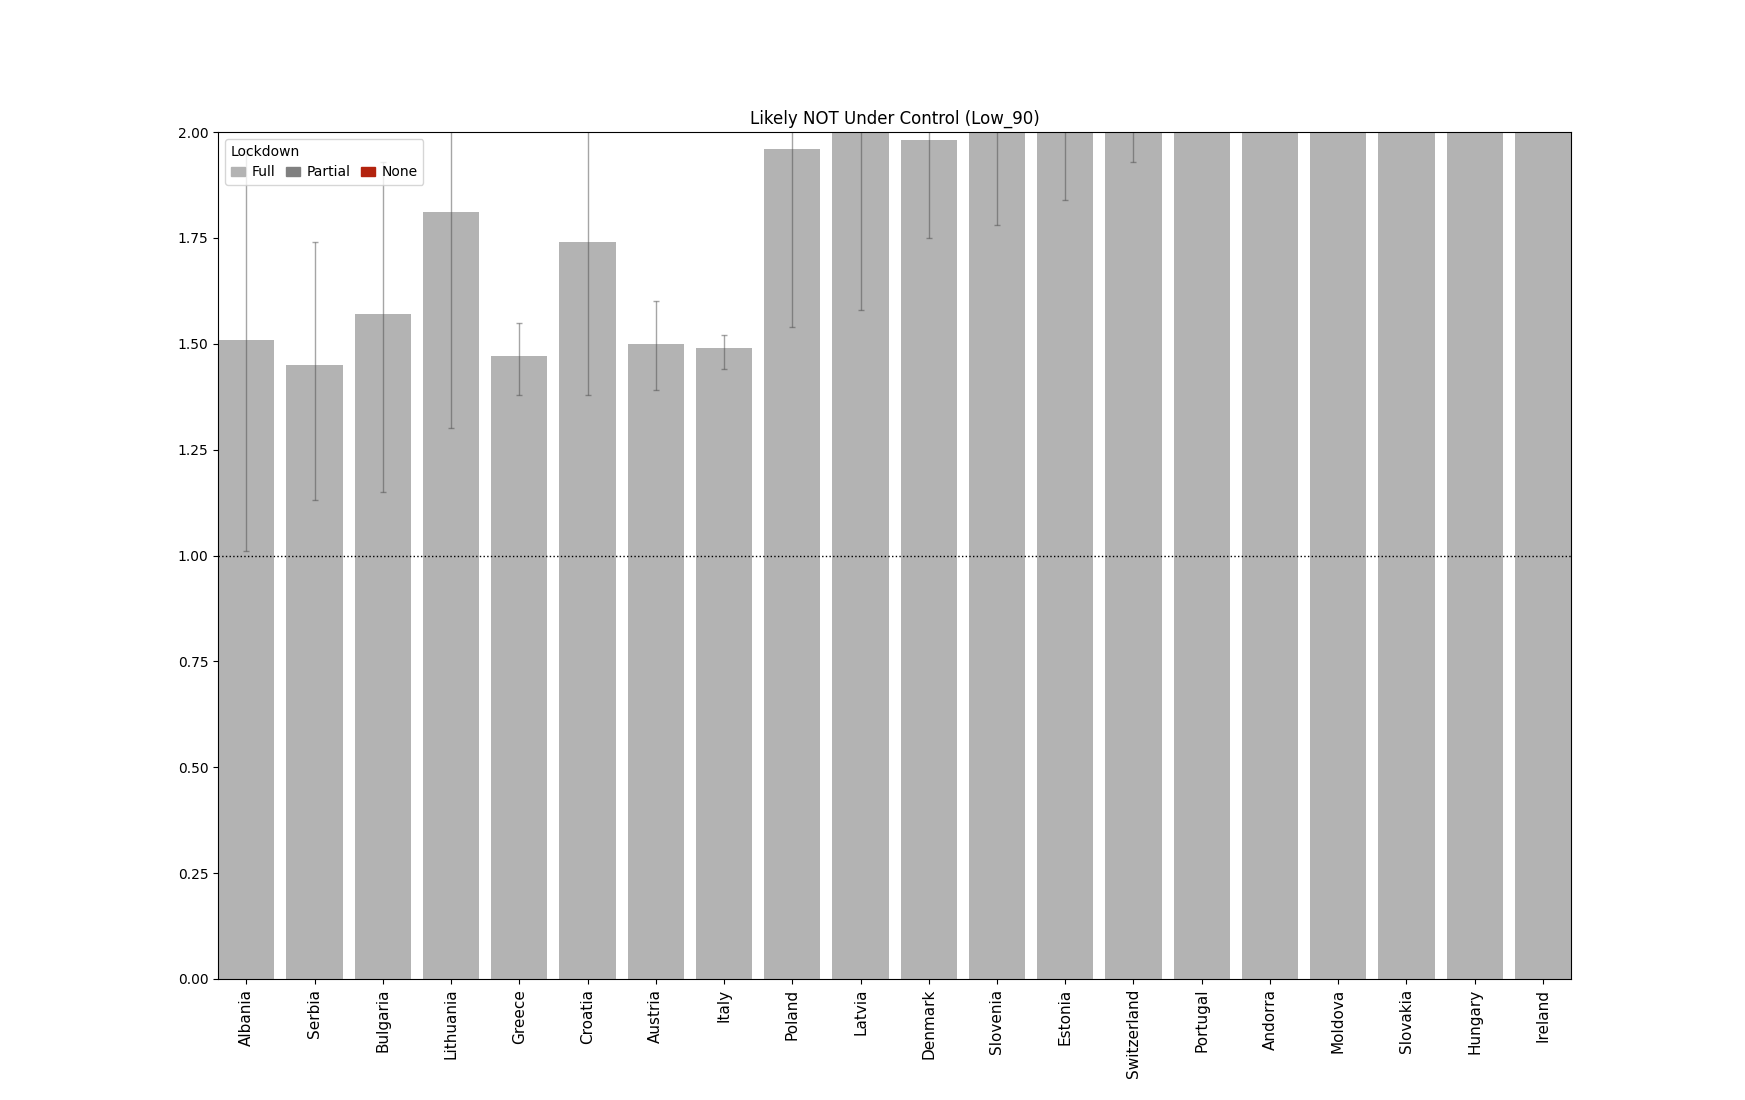 Likely NOT Under Control (Low_90)
Lockdown
Full Partial None
2.00
1.75
1.50
1.25
1.00
0.75
0.50
0.25
0.00
Albania
Serbia
Bulgaria
Lithuania
Greece
Croatia
Austria
Italy
Poland
Latvia
Denmark
Slovenia
Estonia
Switzerland
Portugal
Andorra
Moldova
Slovakia
Hungary
Ireland